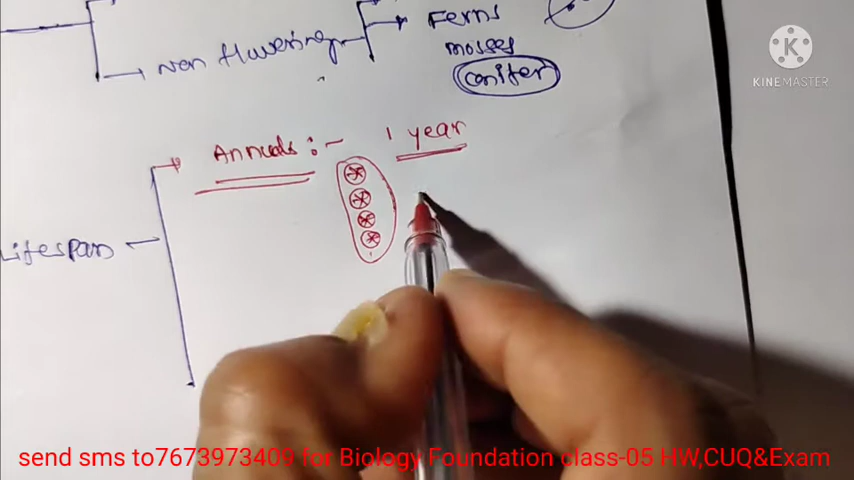 Ferns
Non flowering
mosses
conifer
KINEMASTER
Annuals :- 1 year
Lifespan
send sms to7673973409 for Biology Foundation class-05 HW,CUQ&Exam